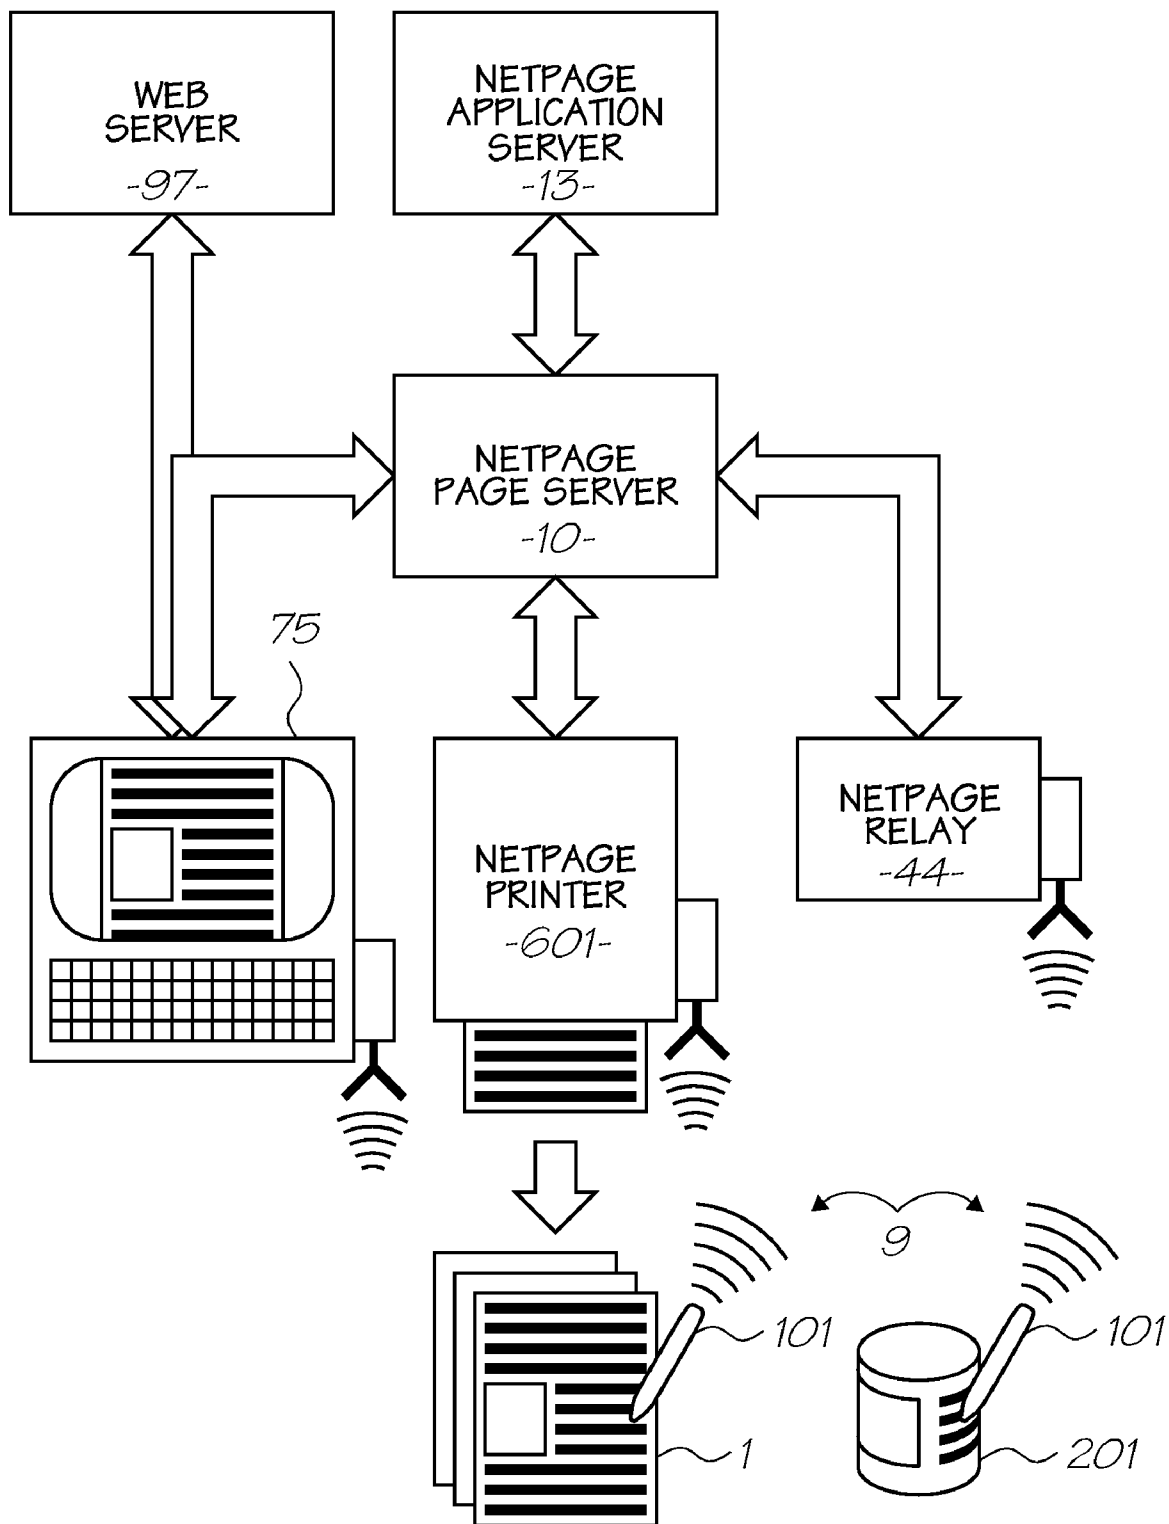 WEB
SERVER
-97-
NETPAGE
APPLICATION
SERVER
-13-
NETPAGE
PAGE SERVER
-10-
75
NETPAGE
PRINTER
-601-
NETPAGE
RELAY
-44-
9
101
101
1
201